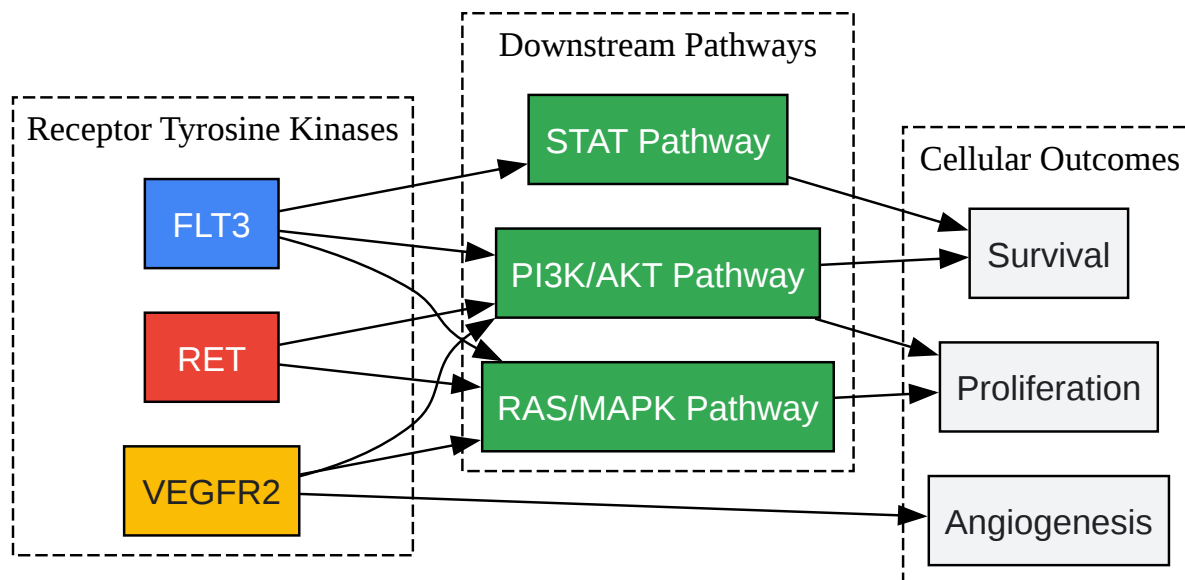 Receptor Tyrosine Kinases
FLT3
RET
VEGFR2
Downstream Pathways
STAT Pathway
PI3K/AKT Pathway
RAS/MAPK Pathway
Cellular Outcomes
Survival
Proliferation
Angiogenesis